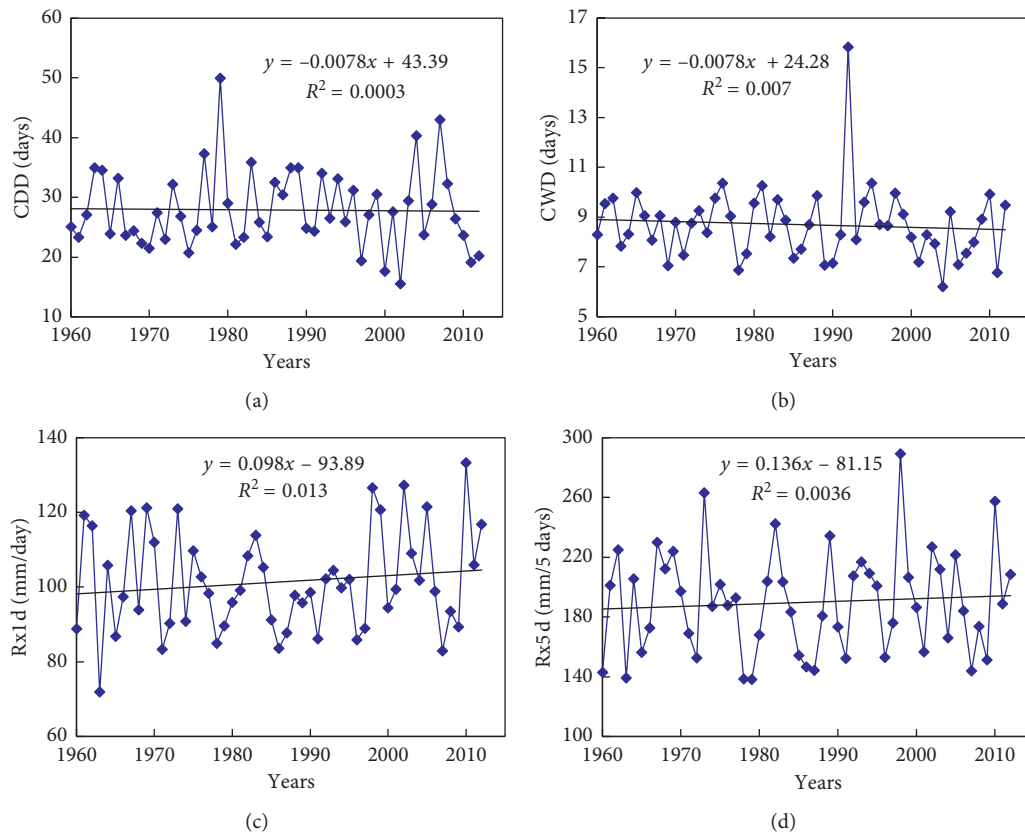 60
50
40
30
20
10
CDD (days)
y = –0.0078x + 43.39
R² = 0.0003
1960 1970 1980 1990 2000 2010
Years
(a)
17
15
13
11
9
7
5
CWD (days)
y = –0.0078x + 24.28
R² = 0.007
1960 1970 1980 1990 2000 2010
Years
(b)
140
120
100
80
60
Rx1 d (mm/day)
y = 0.098x – 93.89
R² = 0.013
1960 1970 1980 1990 2000 2010
Years
(c)
300
260
220
180
140
100
Rx5 d (mm/5 days)
y = 0.136x – 81.15
R² = 0.0036
1960 1970 1980 1990 2000 2010
Years
(d)